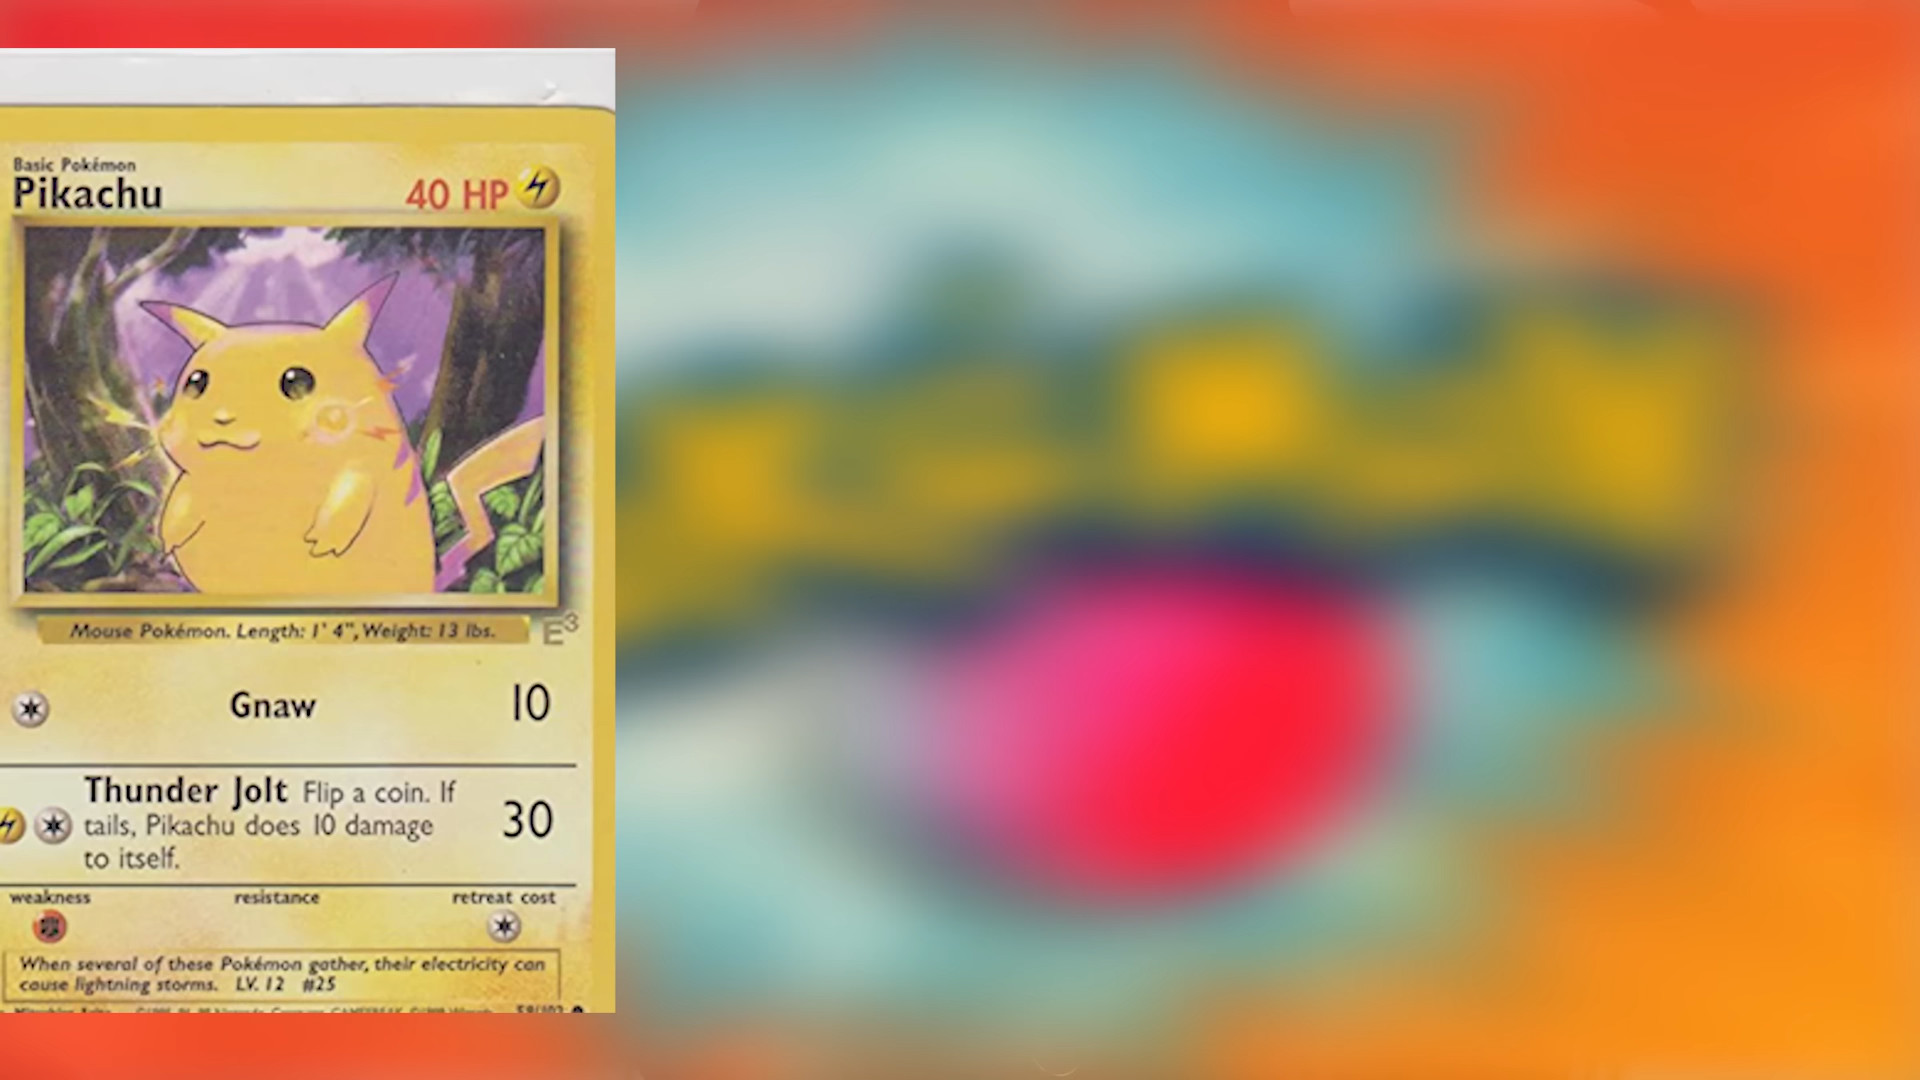 Basic Pokémon
Pikachu 40 HP
Mouse Pokémon. Length: 1' 4", Weight: 13 lbs. E3
Gnaw 10
Thunder Jolt Flip a coin. If
tails, Pikachu does 10 damage
to itself. 30
weakness resistance retreat cost
When several of these Pokémon gather, their electricity can
cause lightning storms. LV. 12 #25